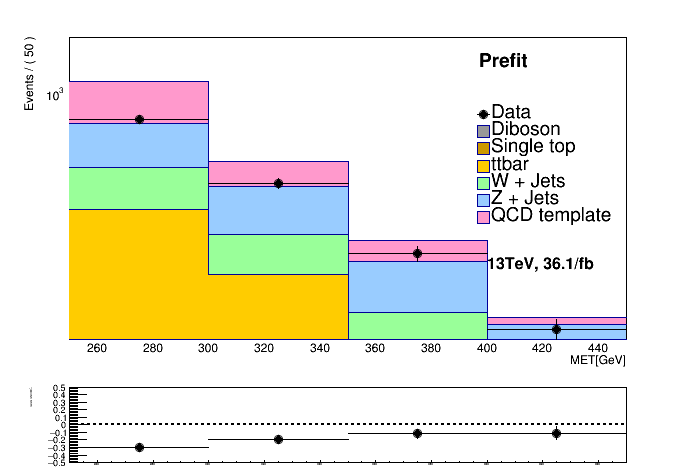 Prefit
Events / ( 50 )
10³
Data
Diboson
Single top
ttbar
W + Jets
Z + Jets
QCD template
13TeV, 36.1/fb
260 280 300 320 340 360 380 400 420 440
MET[GeV]
0.5
0.4
0.3
0.2
0.1
0
−0.1
−0.2
−0.3
−0.4
−0.5